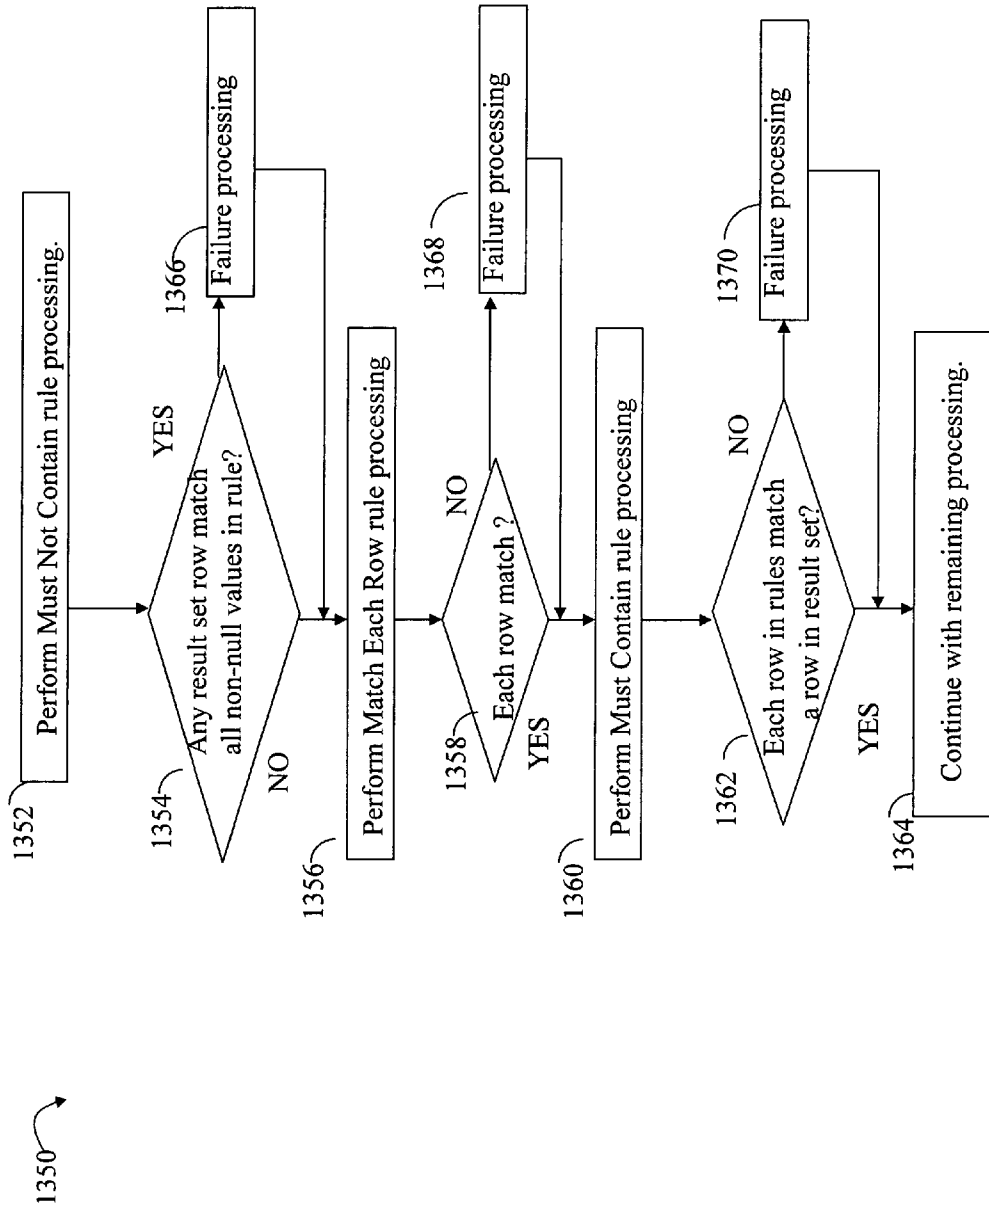 1350
1352
Perform Must Not Contain rule processing.
1354
Any result set row match
all non-null values in rule?
YES
NO
1366
Failure processing
1356
Perform Match Each Row rule processing
1358
Each row match ?
NO
YES
1368
Failure processing
1360
Perform Must Contain rule processing
1362
Each row in rules match
a row in result set?
NO
YES
1370
Failure processing
1364
Continue with remaining processing.